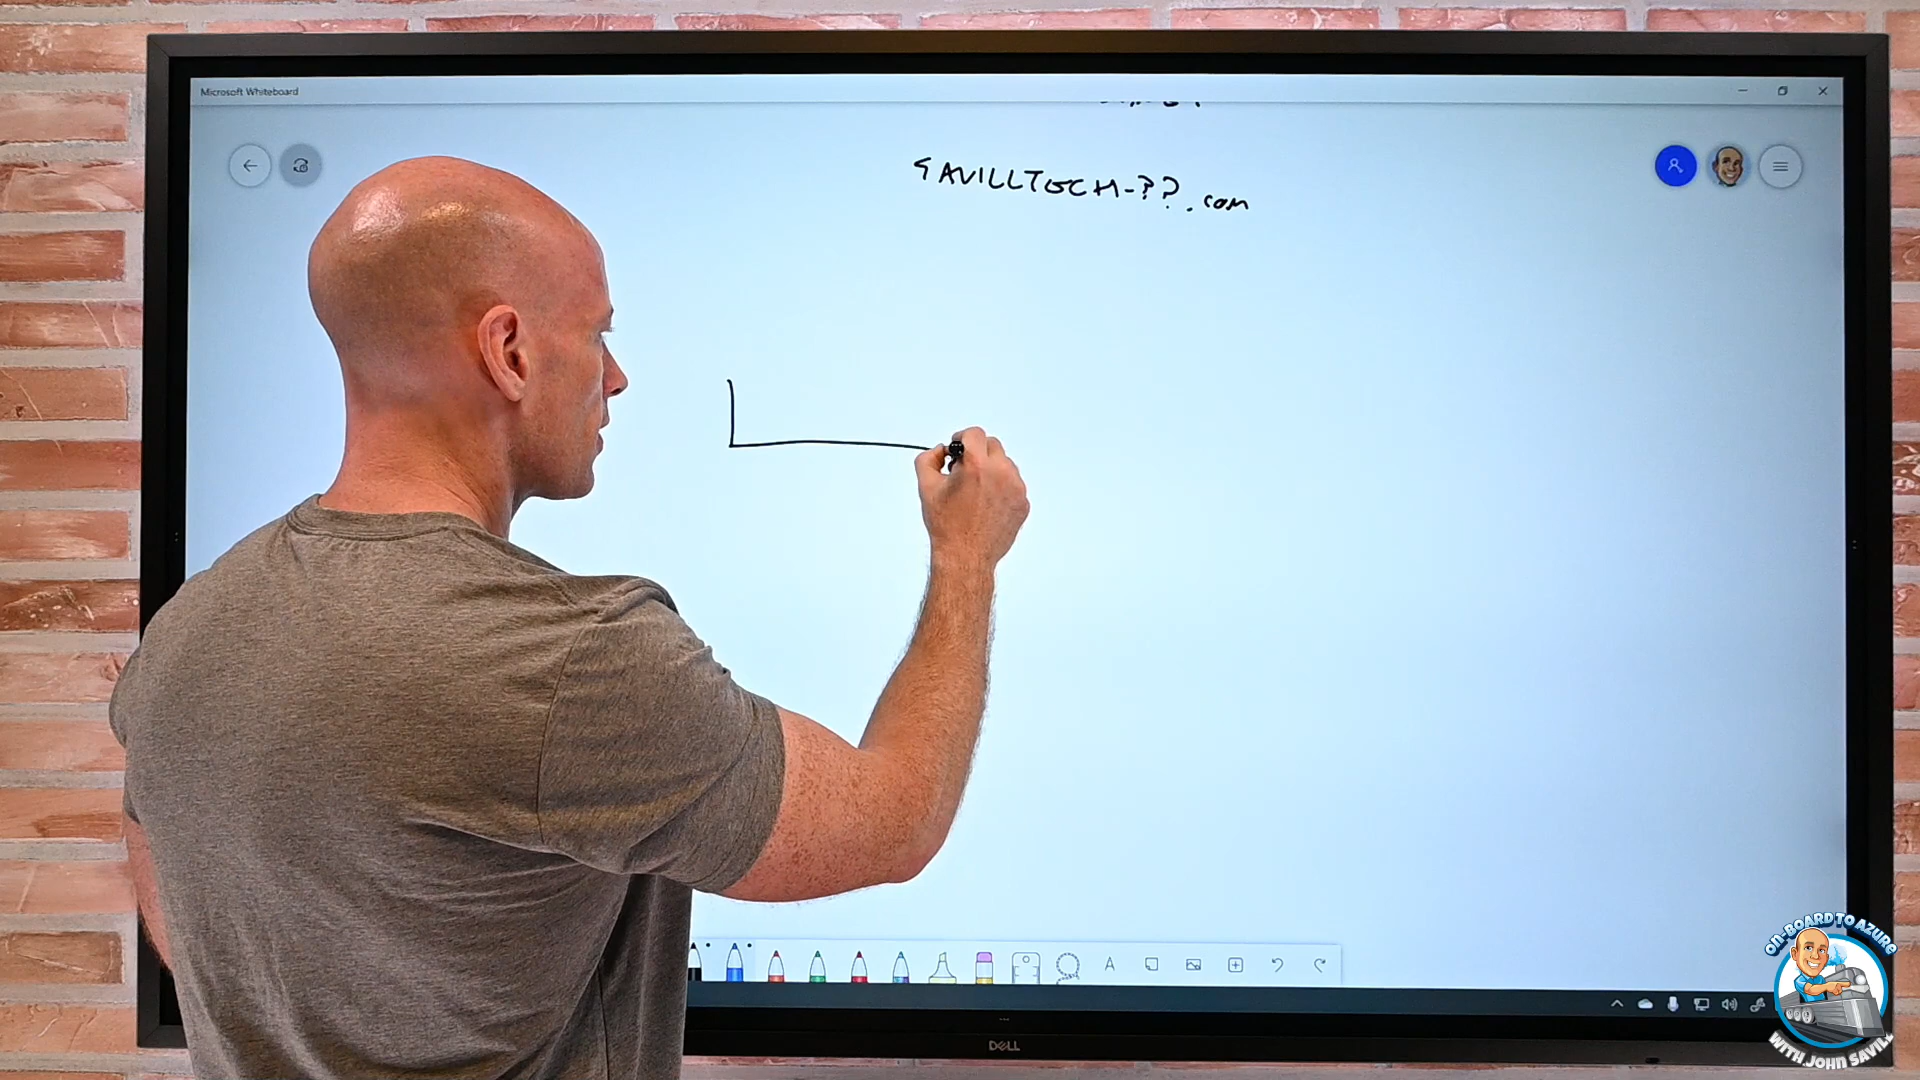 Microsoft Whiteboard
SAVILLTECH-??.com
A
DELL
ON-BOARD TO AZURE
WITH JOHN SAVILL